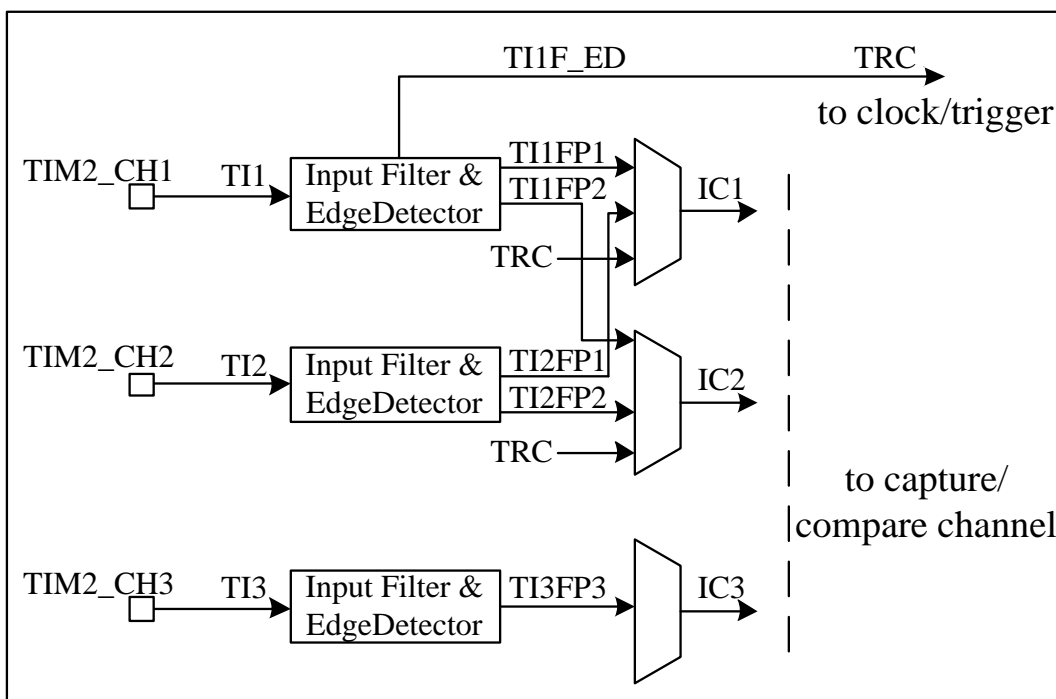 TI1F_ED
TRC
to clock/trigger
TIM2_CH1
TI1
Input Filter &
EdgeDetector
TI1FP1
TI1FP2
TRC
IC1
TIM2_CH2
TI2
Input Filter &
EdgeDetector
TI2FP1
TI2FP2
TRC
IC2
to capture/
compare channel
TIM2_CH3
TI3
Input Filter &
EdgeDetector
TI3FP3
IC3